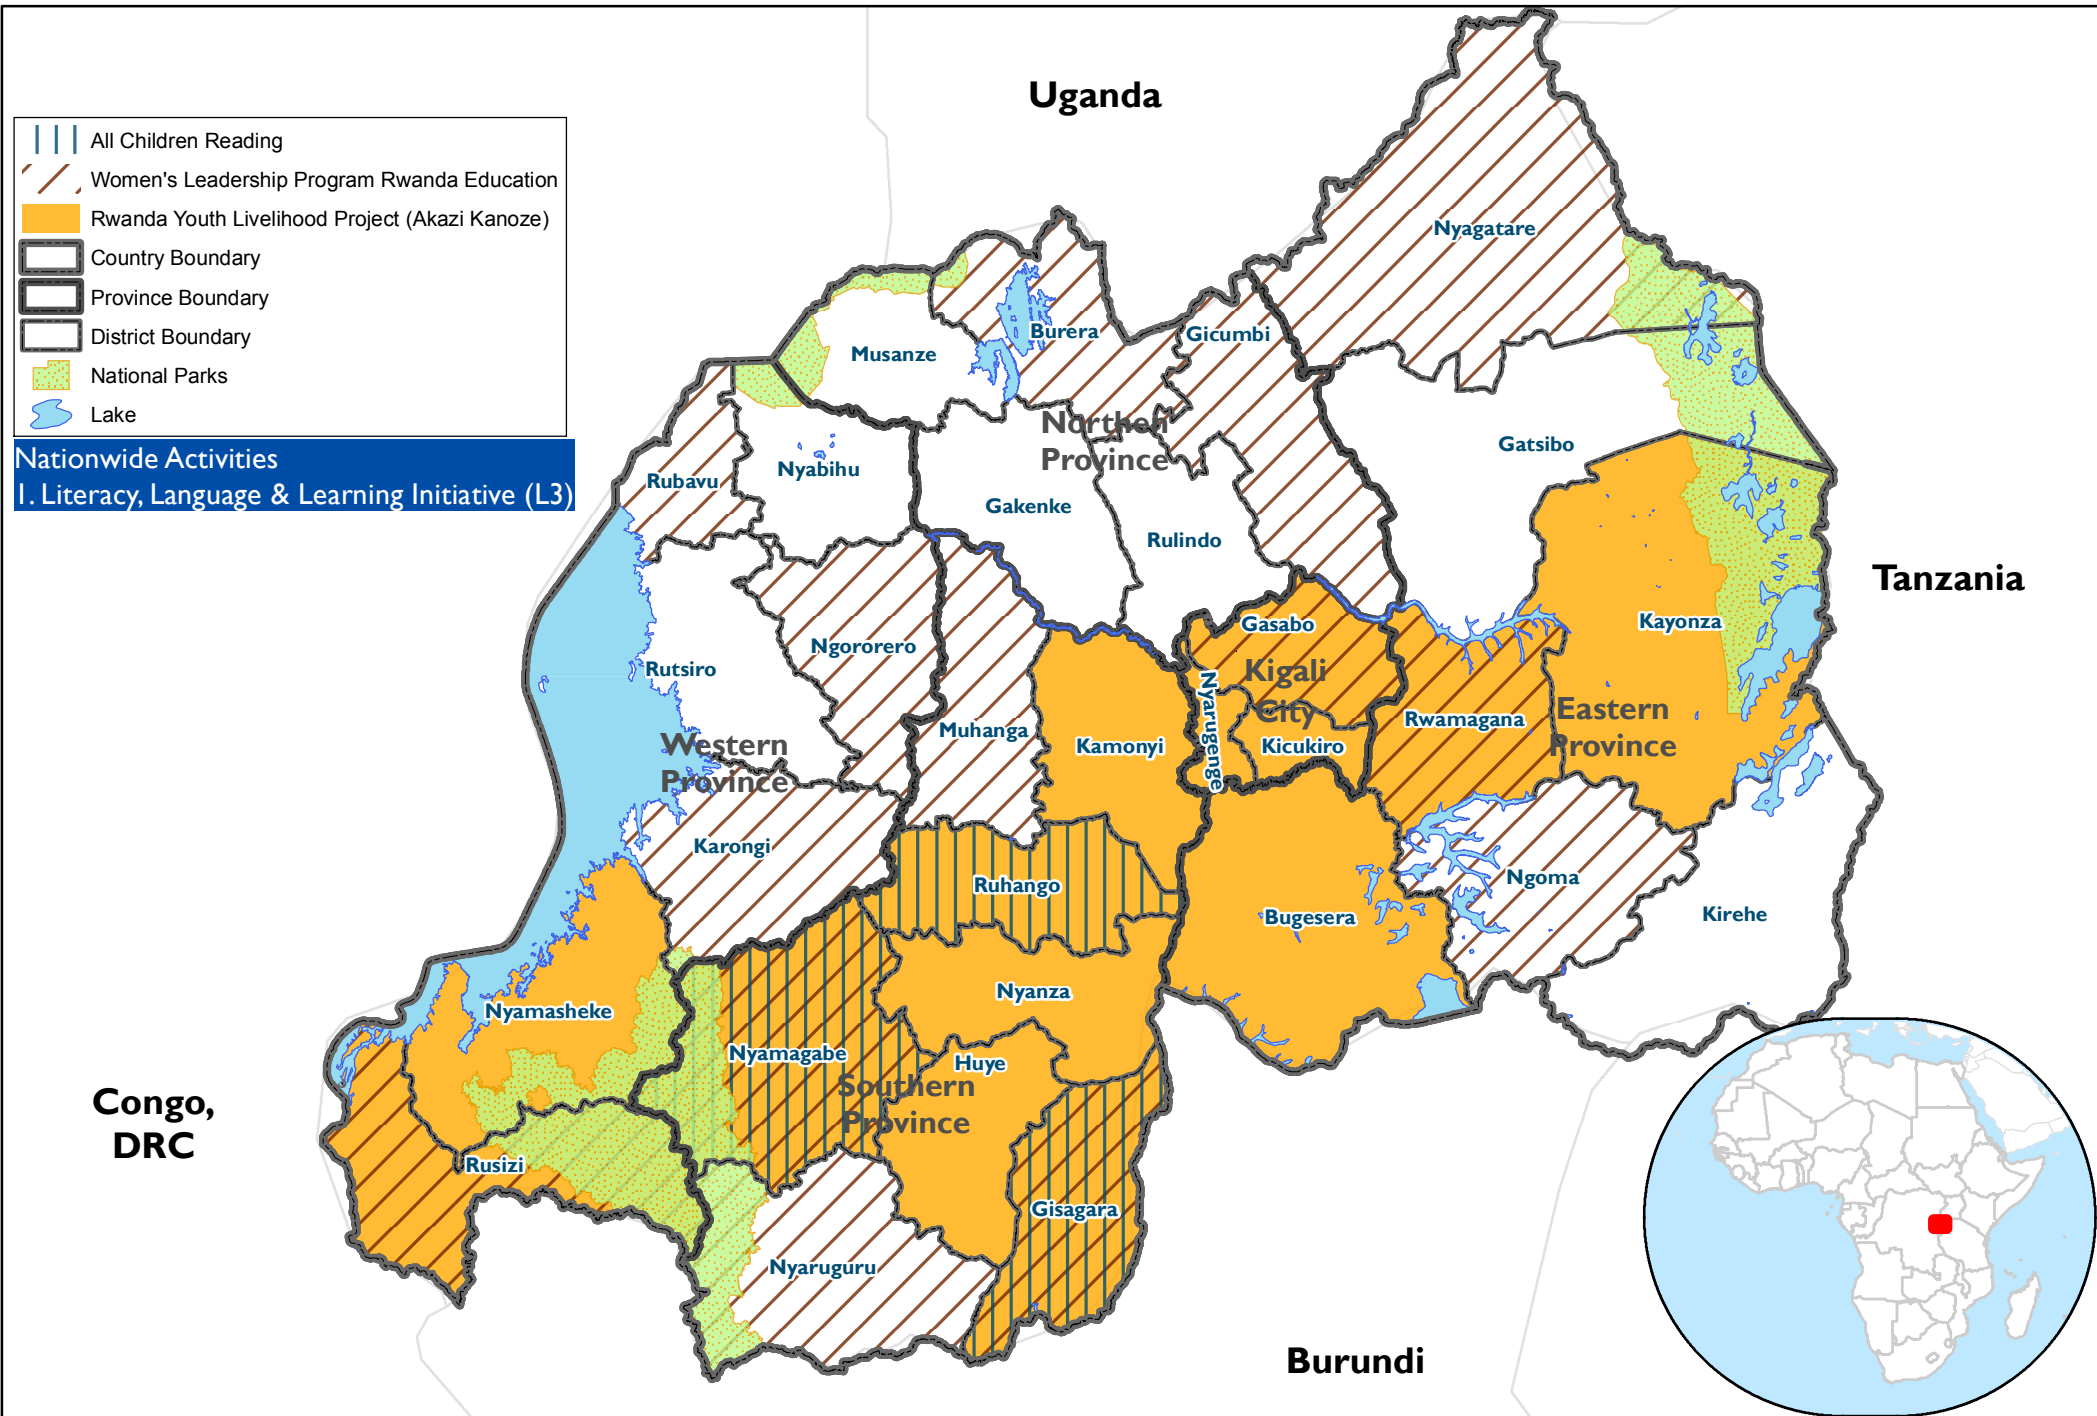 Uganda
All Children Reading
Women's Leadership Program Rwanda Education
Rwanda Youth Livelihood Project (Akazi Kanoze)
Country Boundary
Province Boundary
District Boundary
National Parks
Lake
Nationwide Activities
1. Literacy, Language & Learning Initiative (L3)
Nyagatare
Burera
Gicumbi
Musanze
Northen
Province
Gatsibo
Nyabihu
Rubavu
Gakenke
Rulindo
Tanzania
Kayonza
Gasabo
Ngororero
Rutsiro
Kigali
City
Nyarugenge
Rwamagana
Eastern
Province
Muhanga
Kamonyi
Kicukiro
Western
Province
Karongi
Ruhango
Ngoma
Bugesera
Kirehe
Nyanza
Nyamasheke
Nyamagabe
Huye
Southern
Province
Congo,
DRC
Rusizi
Gisagara
Nyaruguru
Burundi